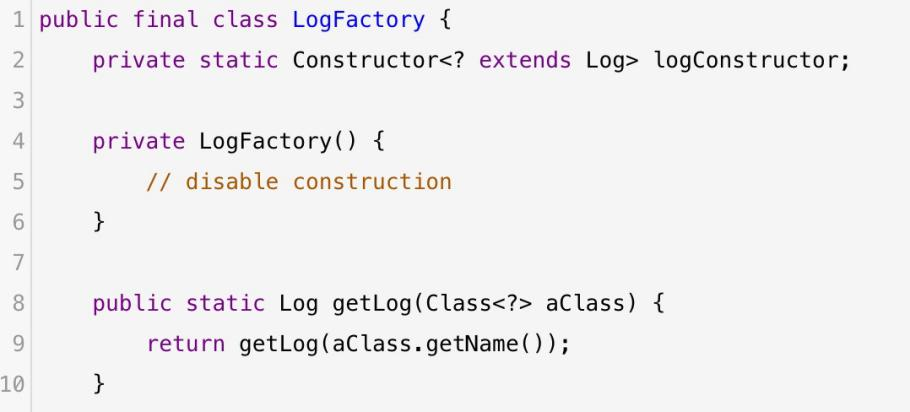 1 public final class LogFactory {
2     private static Constructor<? extends Log> logConstructor;
3
4     private LogFactory() {
5         // disable construction
6     }
7
8     public static Log getLog(Class<?> aClass) {
9         return getLog(aClass.getName());
10     }